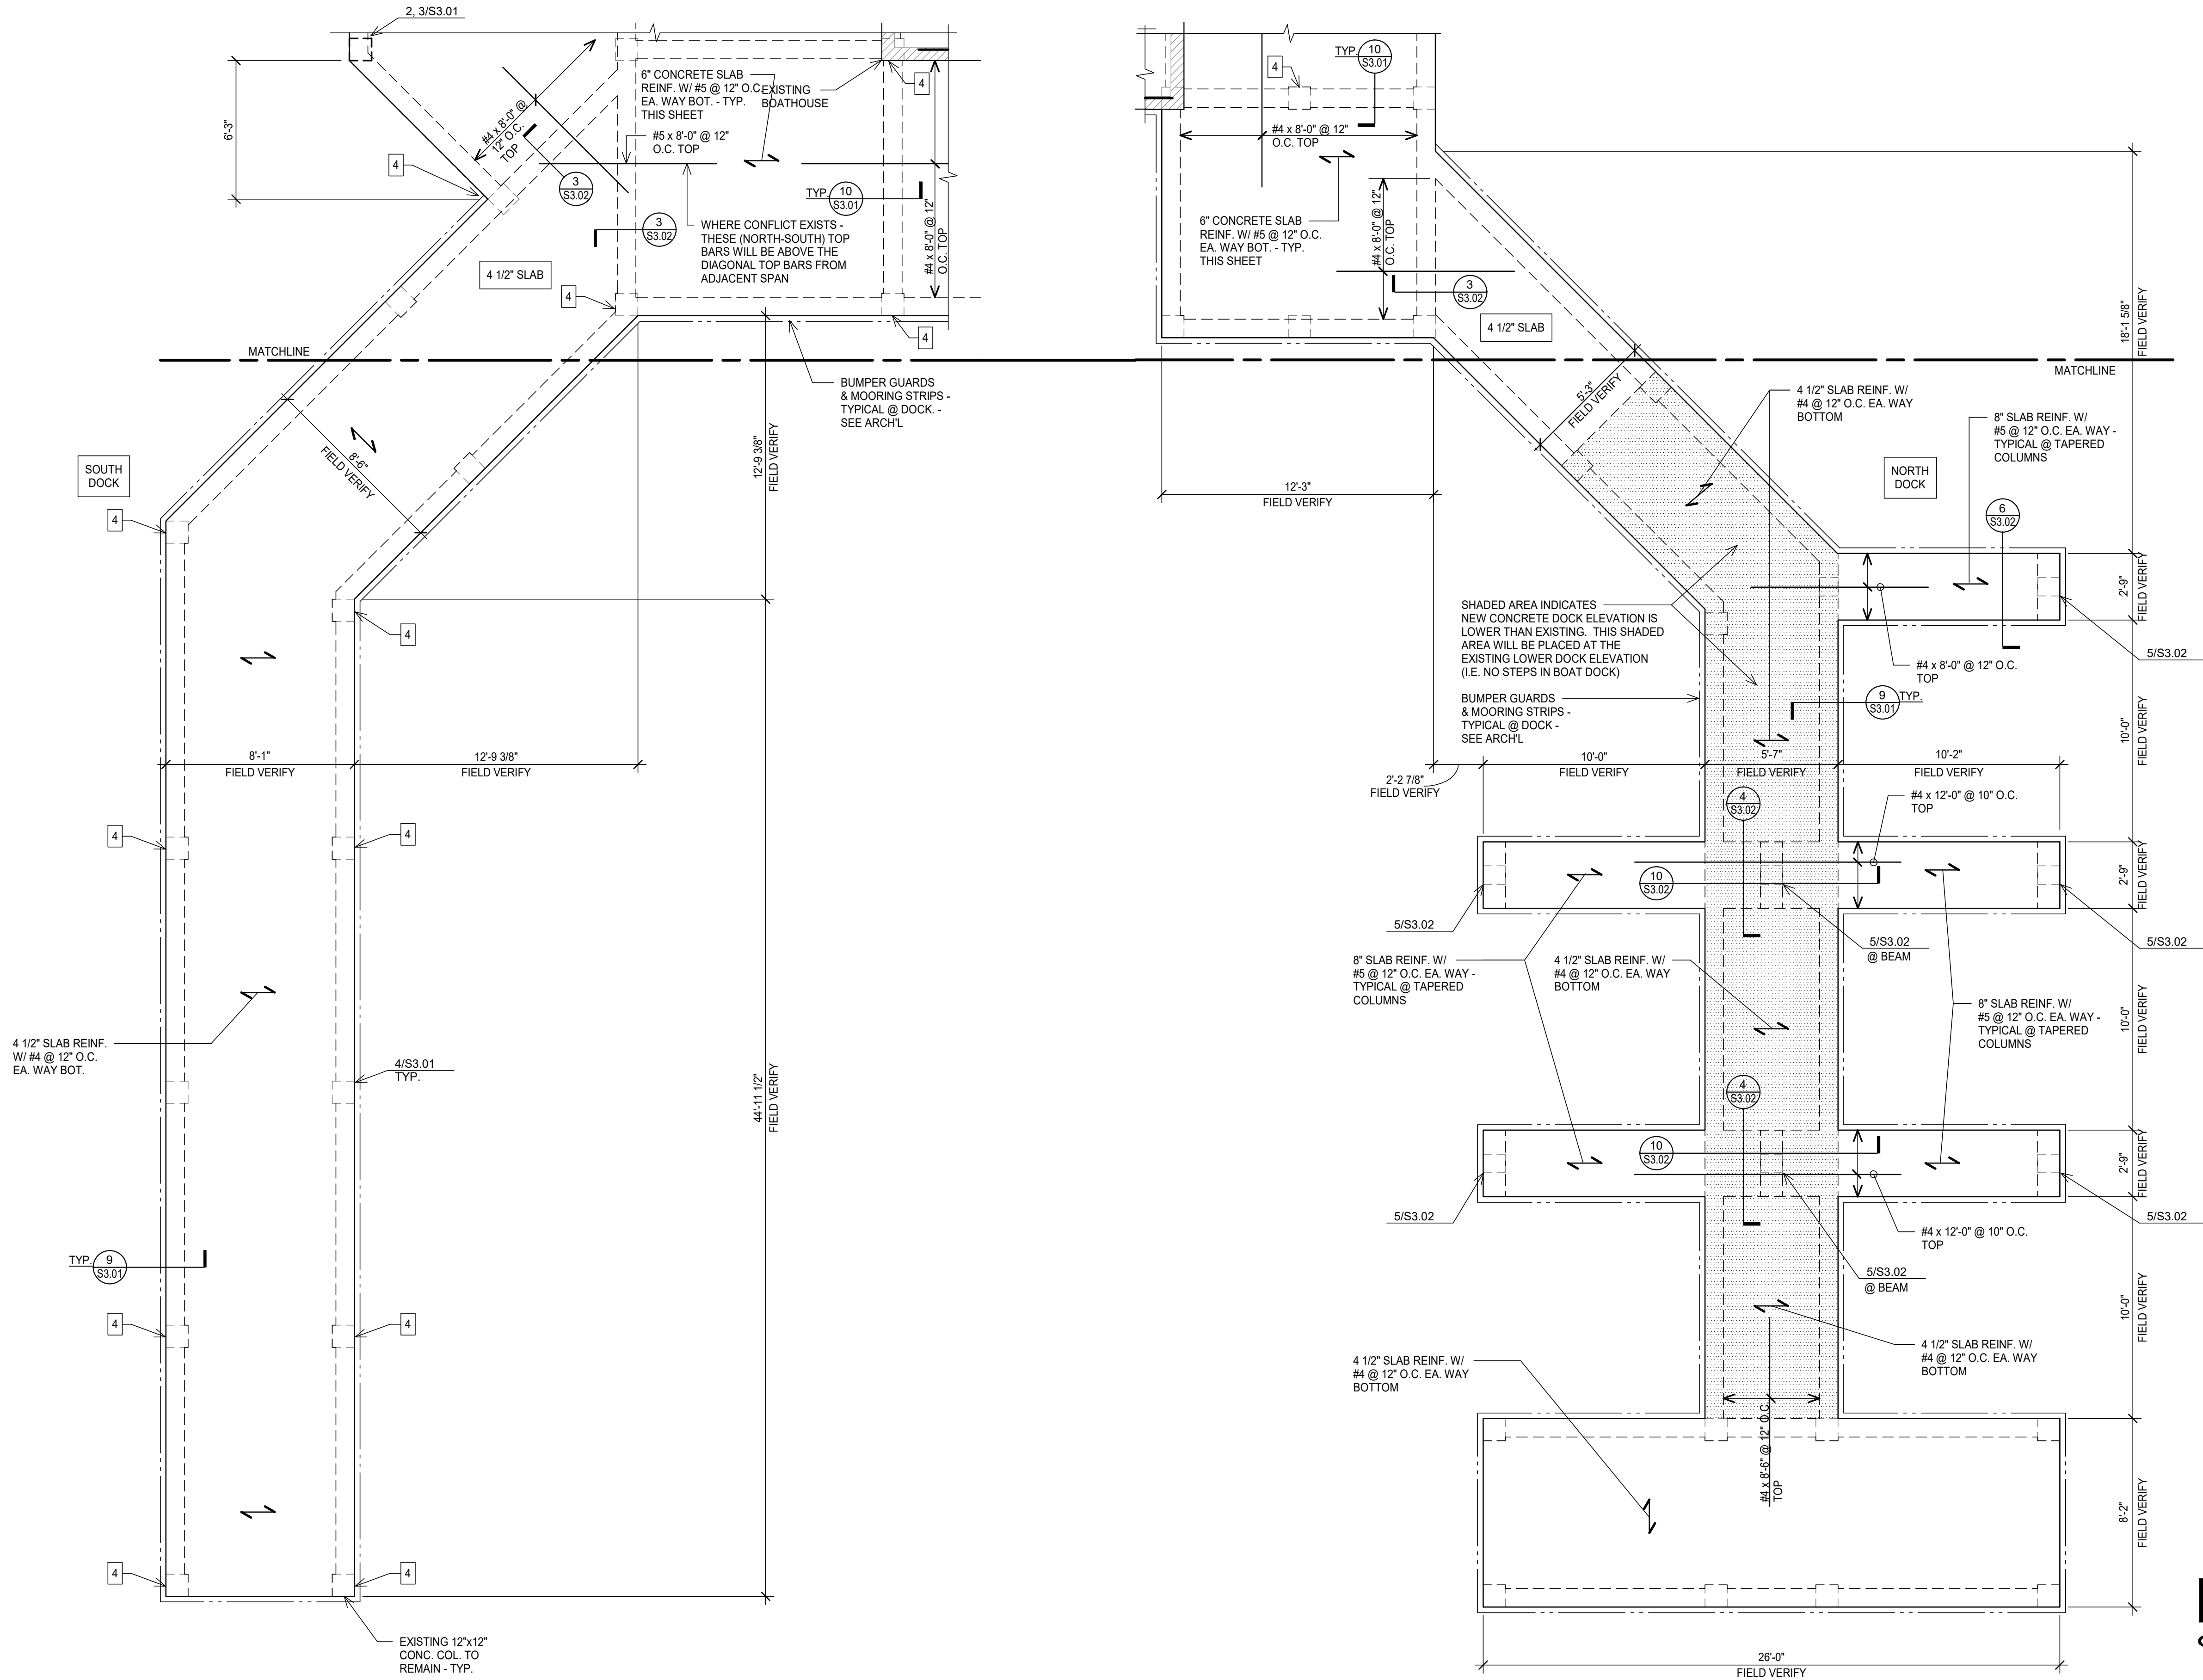 2, 3/S3.01
6'-3"
#4 x 8'-0" @
12" O.C.
TOP
4
6" CONCRETE SLAB
REINF. W/ #5 @ 12" O.C.
EA. WAY BOT. - TYP.
THIS SHEET
EXISTING
BOATHOUSE
4
#5 x 8'-0" @ 12"
O.C. TOP
3
S3.02
TYP.
10
S3.01
3
S3.02
WHERE CONFLICT EXISTS -
THESE (NORTH-SOUTH) TOP
BARS WILL BE ABOVE THE
DIAGONAL TOP BARS FROM
ADJACENT SPAN
#4 x 8'-0" @ 12"
O.C. TOP
4 1/2" SLAB
4
4
MATCHLINE
BUMPER GUARDS
& MOORING STRIPS -
TYPICAL @ DOCK. -
SEE ARCH'L
SOUTH
DOCK
8'-6"
FIELD VERIFY
12'-9 3/8"
FIELD VERIFY
4
4
8'-1"
FIELD VERIFY
12'-9 3/8"
FIELD VERIFY
4
4
4 1/2" SLAB REINF.
W/ #4 @ 12" O.C.
EA. WAY BOT.
4/S3.01
TYP.
44'-11 1/2"
FIELD VERIFY
TYP.
9
S3.01
4
4
4
4
EXISTING 12"x12"
CONC. COL. TO
REMAIN - TYP.
TYP.
10
S3.01
4
#4 x 8'-0" @ 12"
O.C. TOP
6" CONCRETE SLAB
REINF. W/ #5 @ 12" O.C.
EA. WAY BOT. - TYP.
THIS SHEET
#4 x 8'-0" @ 12"
O.C. TOP
3
S3.02
4 1/2" SLAB
18'-1 5/8"
FIELD VERIFY
MATCHLINE
5'-3"
FIELD VERIFY
4 1/2" SLAB REINF. W/
#4 @ 12" O.C. EA. WAY
BOTTOM
8" SLAB REINF. W/
#5 @ 12" O.C. EA. WAY -
TYPICAL @ TAPERED
COLUMNS
NORTH
DOCK
12'-3"
FIELD VERIFY
6
S3.02
2'-9"
FIELD VERIFY
SHADED AREA INDICATES
NEW CONCRETE DOCK ELEVATION IS
LOWER THAN EXISTING.  THIS SHADED
AREA WILL BE PLACED AT THE
EXISTING LOWER DOCK ELEVATION
(I.E. NO STEPS IN BOAT DOCK)
5/S3.02
#4 x 8'-0" @ 12" O.C.
TOP
BUMPER GUARDS
& MOORING STRIPS -
TYPICAL @ DOCK -
SEE ARCH'L
9
S3.01
TYP.
10'-0"
FIELD VERIFY
2'-2 7/8"
FIELD VERIFY
10'-0"
FIELD VERIFY
5'-7"
FIELD VERIFY
10'-2"
FIELD VERIFY
4
S3.02
#4 x 12'-0" @ 10" O.C.
TOP
10
S3.02
2'-9"
FIELD VERIFY
5/S3.02
5/S3.02
@ BEAM
5/S3.02
8" SLAB REINF. W/
#5 @ 12" O.C. EA. WAY -
TYPICAL @ TAPERED
COLUMNS
4 1/2" SLAB REINF. W/
#4 @ 12" O.C. EA. WAY
BOTTOM
8" SLAB REINF. W/
#5 @ 12" O.C. EA. WAY -
TYPICAL @ TAPERED
COLUMNS
10'-0"
FIELD VERIFY
4
S3.02
10
S3.02
2'-9"
FIELD VERIFY
5/S3.02
#4 x 12'-0" @ 10" O.C.
TOP
5/S3.02
5/S3.02
@ BEAM
10'-0"
FIELD VERIFY
4 1/2" SLAB REINF. W/
#4 @ 12" O.C. EA. WAY
BOTTOM
4 1/2" SLAB REINF. W/
#4 @ 12" O.C. EA. WAY
BOTTOM
#4 x 8'-6" @ 12" O.C.
TOP
8'-2"
FIELD VERIFY
26'-0"
FIELD VERIFY